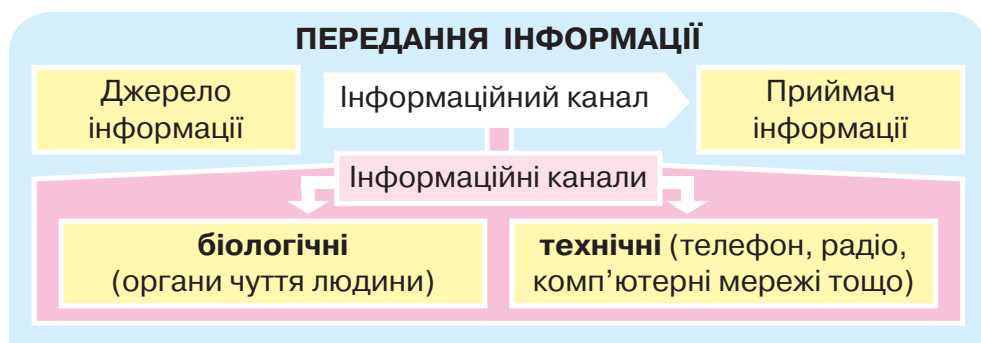 ПЕРЕДАННЯ ІНФОРМАЦІЇ
Джерело
інформації
Інформаційний канал
Приймач
інформації
Інформаційні канали
біологічні
(органи чуття людини)
технічні (телефон, радіо,
комп’ютерні мережі тощо)